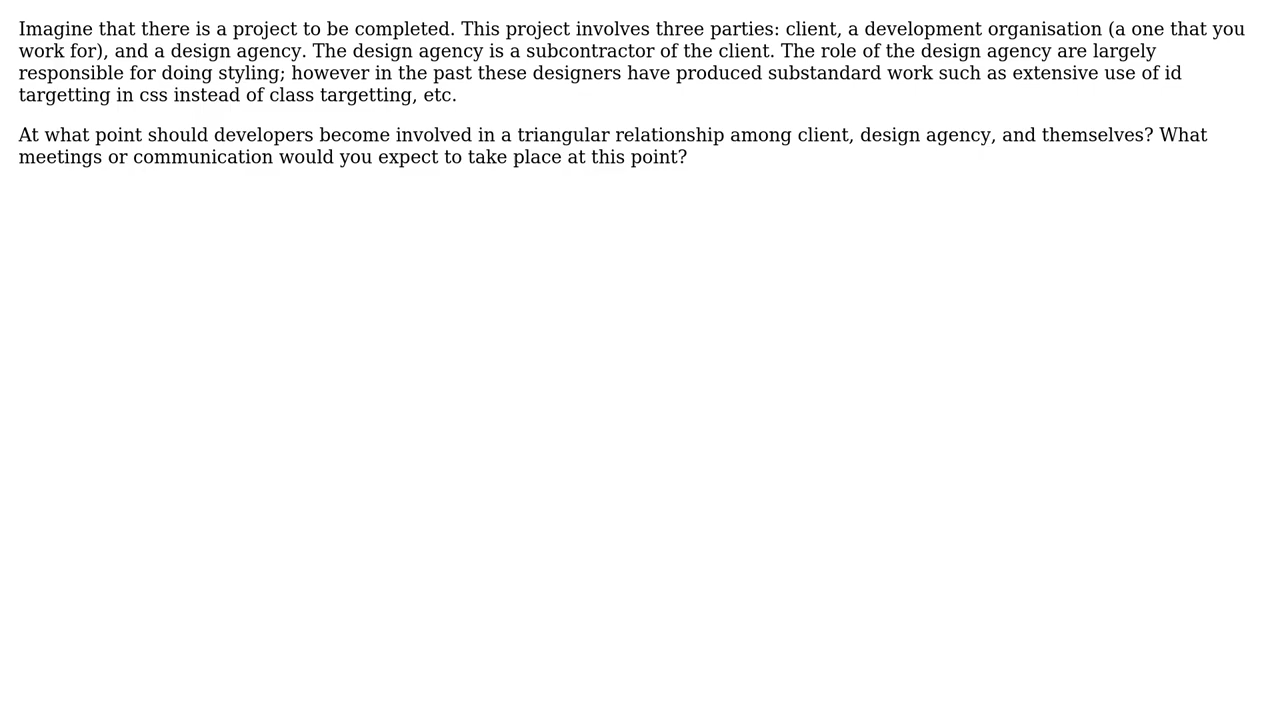 Imagine that there is a project to be completed. This project involves three parties: client, a development organisation (a one that you
work for), and a design agency. The design agency is a subcontractor of the client. The role of the design agency are largely
responsible for doing styling; however in the past these designers have produced substandard work such as extensive use of id
targetting in css instead of class targetting, etc.
At what point should developers become involved in a triangular relationship among client, design agency, and themselves? What
meetings or communication would you expect to take place at this point?